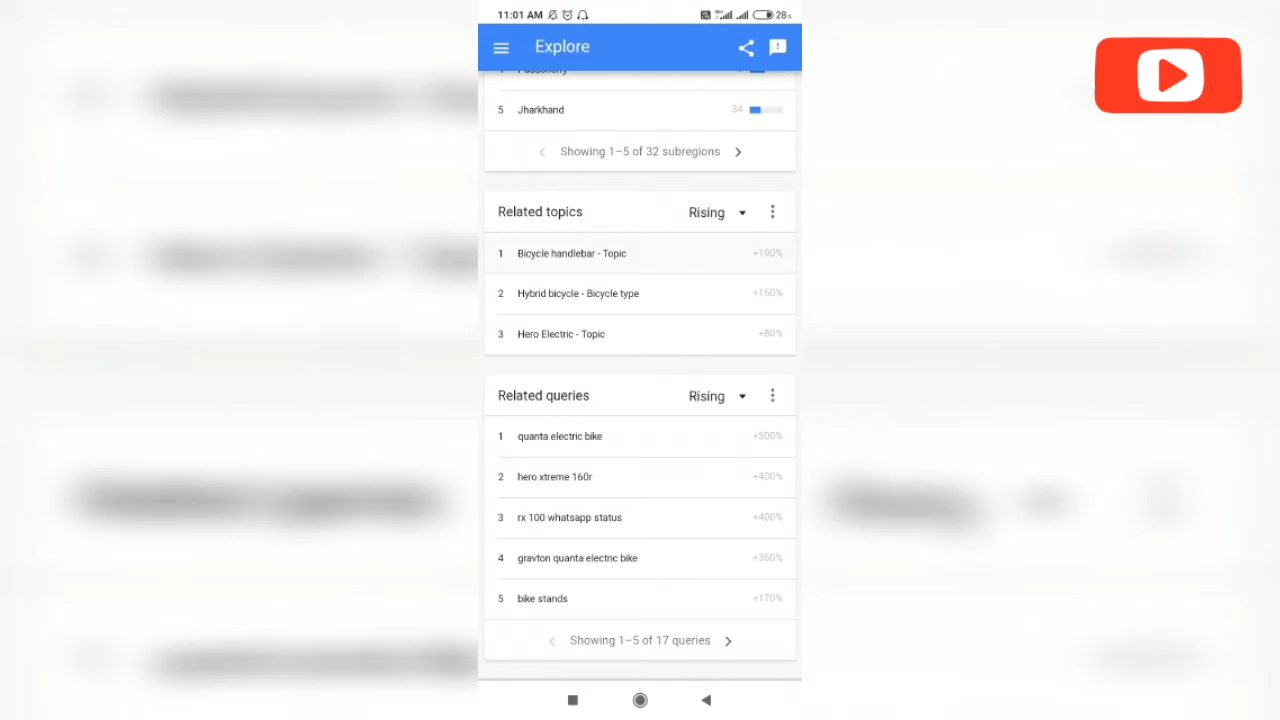 11:01 AM 28%
Explore
5 Jharkhand 34
Showing 1–5 of 32 subregions
Related topics Rising
1 Bicycle handlebar - Topic +190%
2 Hybrid bicycle - Bicycle type +150%
3 Hero Electric - Topic +80%
Related queries Rising
1 quanta electric bike +500%
2 hero xtreme 160r +400%
3 rx 100 whatsapp status +400%
4 gravton quanta electric bike +350%
5 bike stands +170%
Showing 1–5 of 17 queries